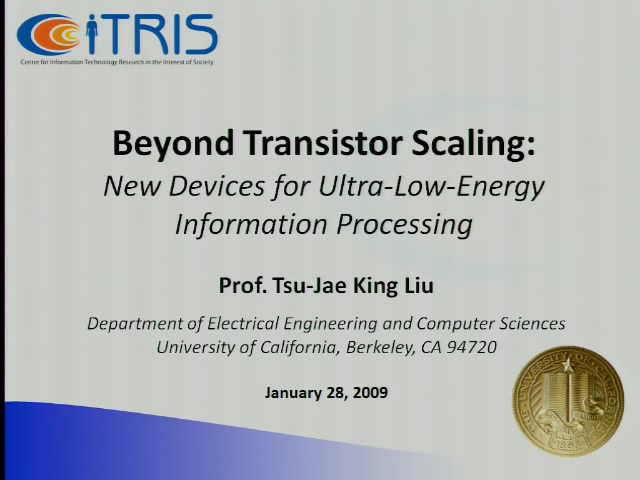 CITRIS
Center for Information Technology Research in the Interest of Society
Beyond Transistor Scaling:
New Devices for Ultra-Low-Energy
Information Processing
Prof. Tsu-Jae King Liu
Department of Electrical Engineering and Computer Sciences
University of California, Berkeley, CA 94720
January 28, 2009